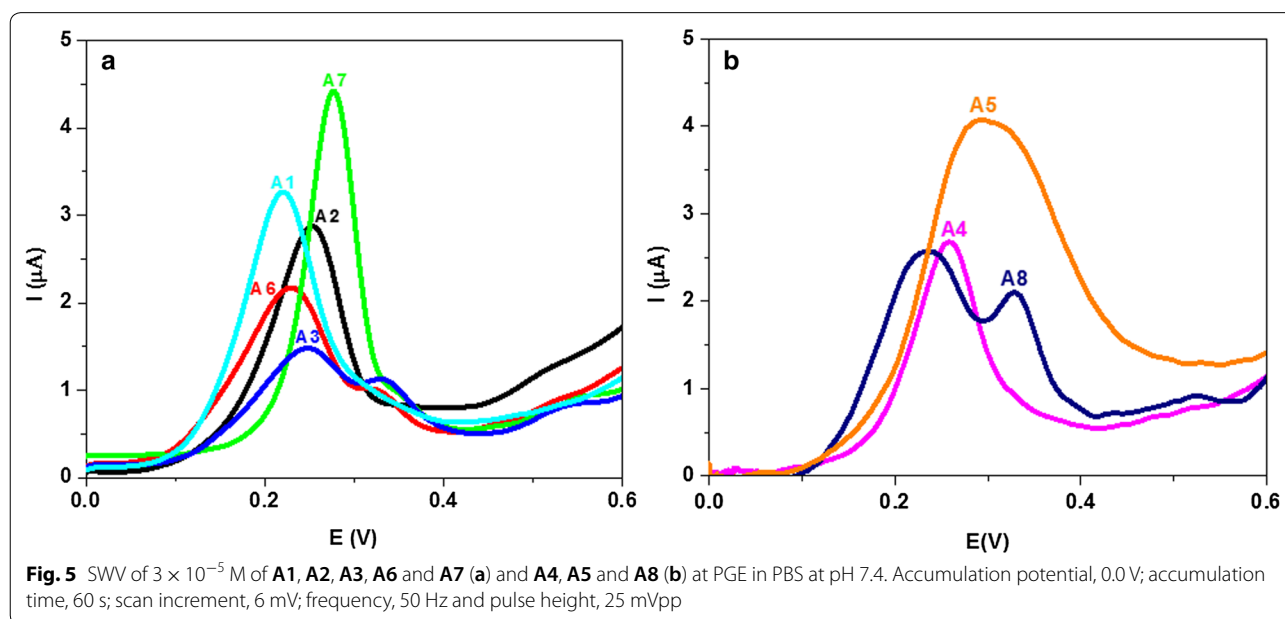 a
A7
A1
A2
A6
A3
I (μA)
5
4
3
2
1
0
0.0 0.2 0.4 0.6
E (V)
b
A5
A4
A8
I (μA)
5
4
3
2
1
0
0.0 0.2 0.4 0.6
E(V)
Fig. 5 SWV of 3 × 10⁻⁵ M of A1, A2, A3, A6 and A7 (a) and A4, A5 and A8 (b) at PGE in PBS at pH 7.4. Accumulation potential, 0.0 V; accumulation
time, 60 s; scan increment, 6 mV; frequency, 50 Hz and pulse height, 25 mVpp